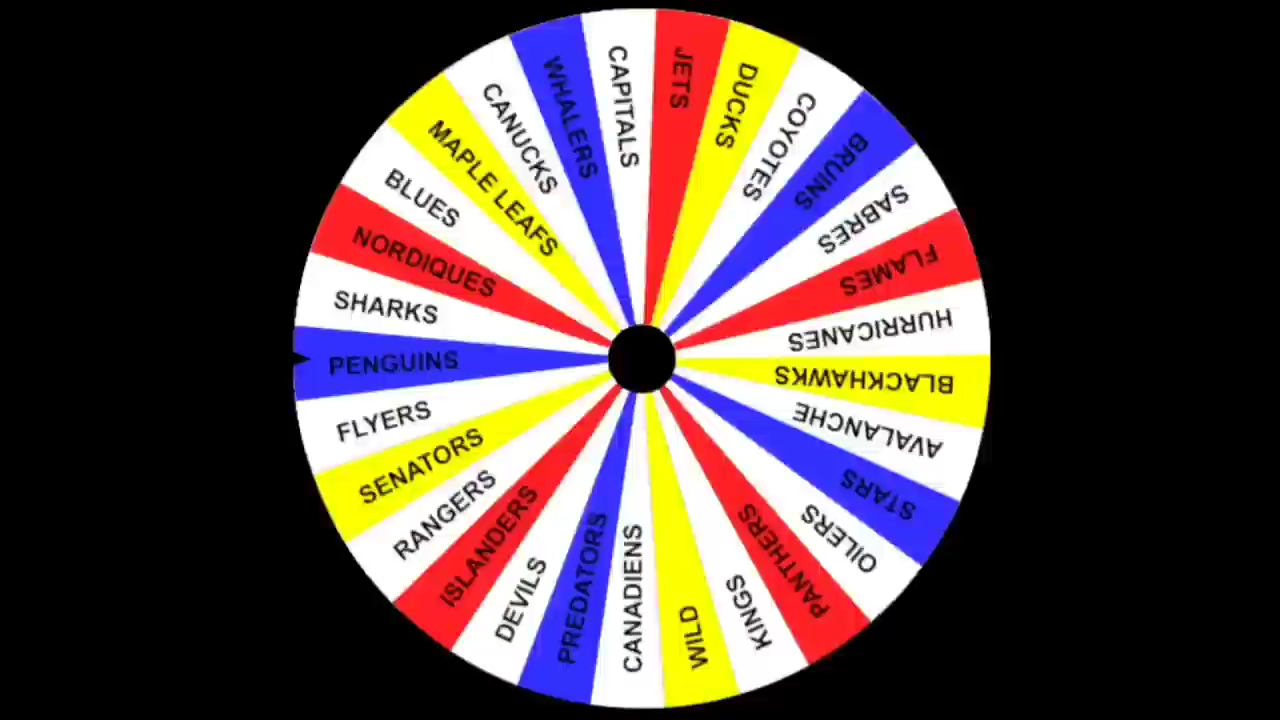 CAPITALS
JETS
DUCKS
COYOTES
BRUINS
SABRES
FLAMES
HURRICANES
BLACKHAWKS
AVALANCHE
STARS
OILERS
PANTHERS
KINGS
WILD
CANADIENS
PREDATORS
DEVILS
ISLANDERS
RANGERS
SENATORS
FLYERS
PENGUINS
SHARKS
NORDIQUES
BLUES
MAPLE LEAFS
CANUCKS
WHALERS